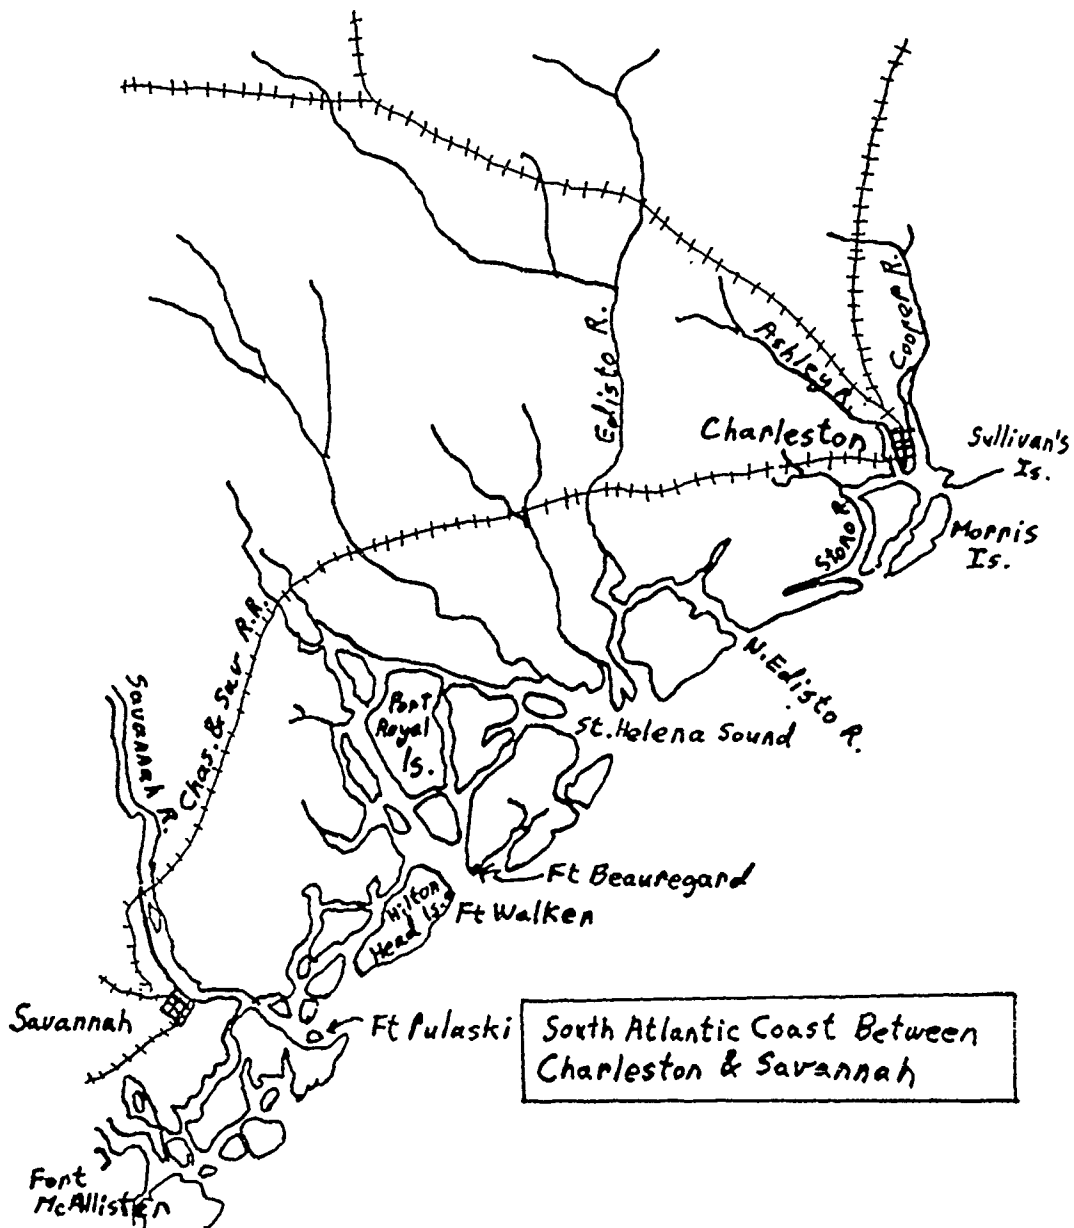 Cooper R.
Ashley R.
Edisto R.
Charleston
Sullivan's
Is.
Morris
Is.
Stono R.
Chas. & Sav R.R.
N. Edisto R.
Savannah R.
Port
Royal
Is.
St. Helena Sound
Ft Beauregard
Hilton
Head Is.
Ft Walker
Savannah
Ft Pulaski
South Atlantic Coast Between
Charleston & Savannah
Fort
McAllister